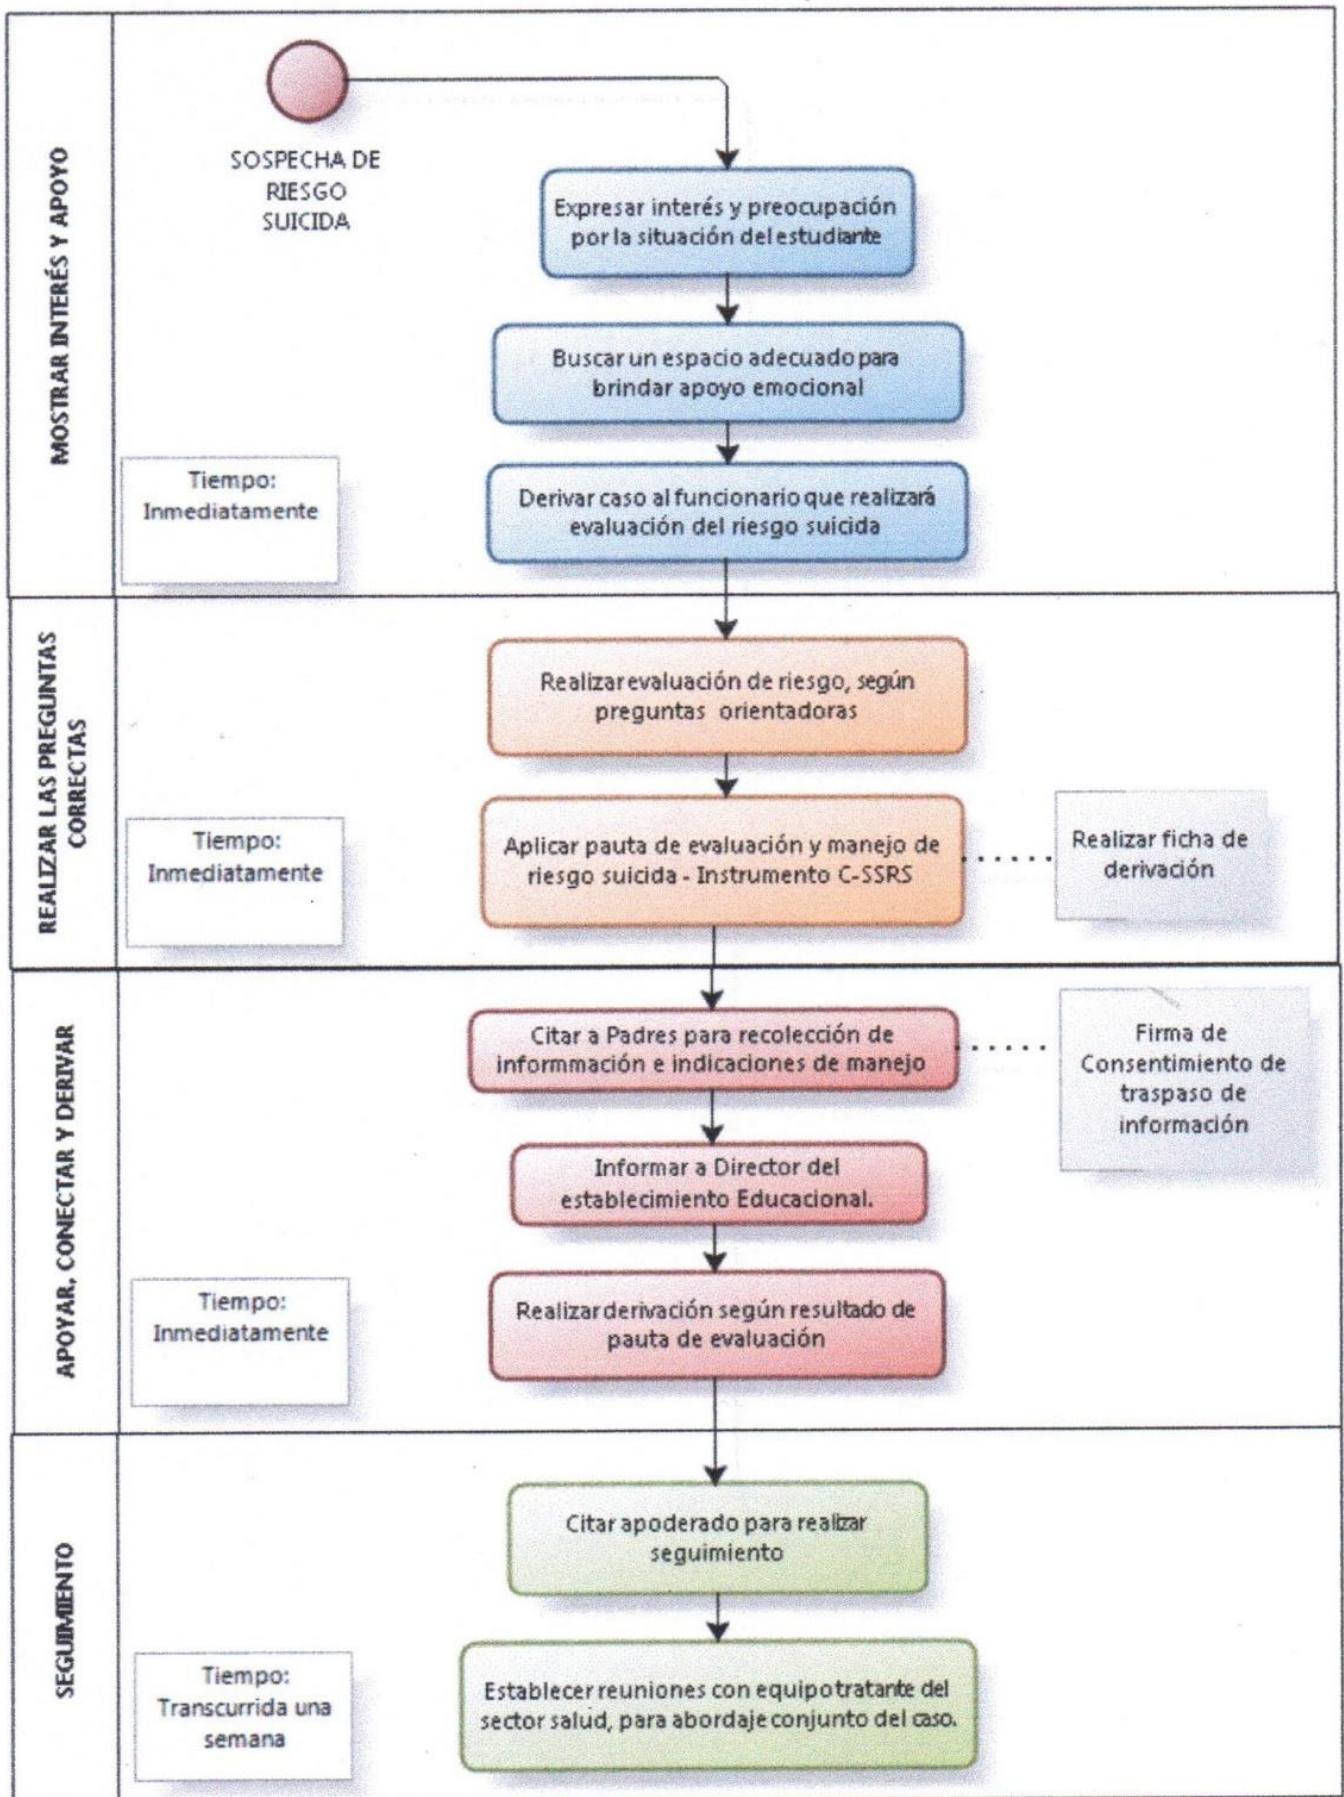 MOSTRAR INTERÉS Y APOYO
SOSPECHA DE
RIESGO
SUICIDA
Expresar interés y preocupación
por la situación del estudiante
Buscar un espacio adecuado para
brindar apoyo emocional
Tiempo:
Inmediatamente
Derivar caso al funcionario que realizará
evaluación del riesgo suicida
REALIZAR LAS PREGUNTAS
CORRECTAS
Realizar evaluación de riesgo, según
preguntas orientadoras
Tiempo:
Inmediatamente
Aplicar pauta de evaluación y manejo de
riesgo suicida - Instrumento C-SSRS
Realizar ficha de
derivación
APOYAR, CONECTAR Y DERIVAR
Citar a Padres para recolección de
informmación e indicaciones de manejo
Firma de
Consentimiento de
traspaso de
información
Informar a Director del
establecimiento Educacional.
Tiempo:
Inmediatamente
Realizar derivación según resultado de
pauta de evaluación
SEGUIMIENTO
Citar apoderado para realizar
seguimiento
Tiempo:
Transcurrida una
semana
Establecer reuniones con equipo tratante del
sector salud, para abordaje conjunto del caso.